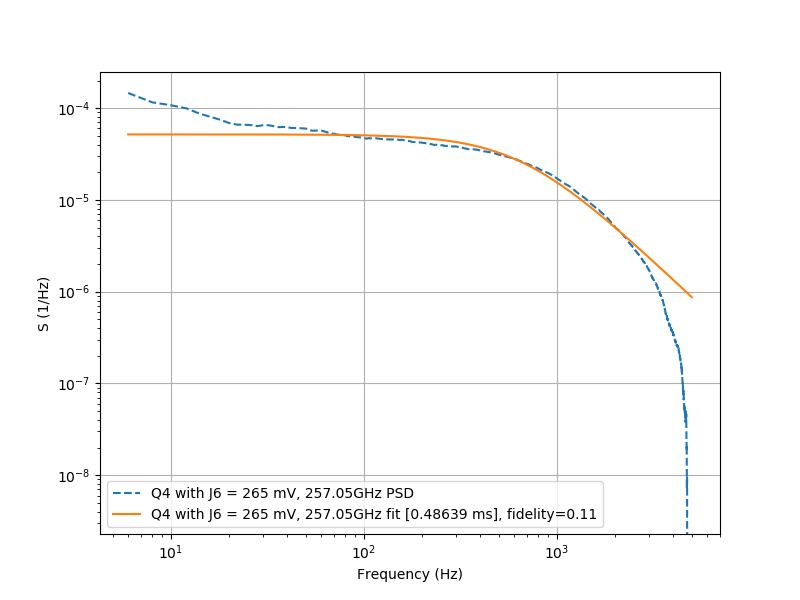 10⁻⁴
10⁻⁵
10⁻⁶
10⁻⁷
10⁻⁸
S (1/Hz)
Q4 with J6 = 265 mV, 257.05GHz PSD
Q4 with J6 = 265 mV, 257.05GHz fit [0.48639 ms], fidelity=0.11
10¹ 10² 10³
Frequency (Hz)